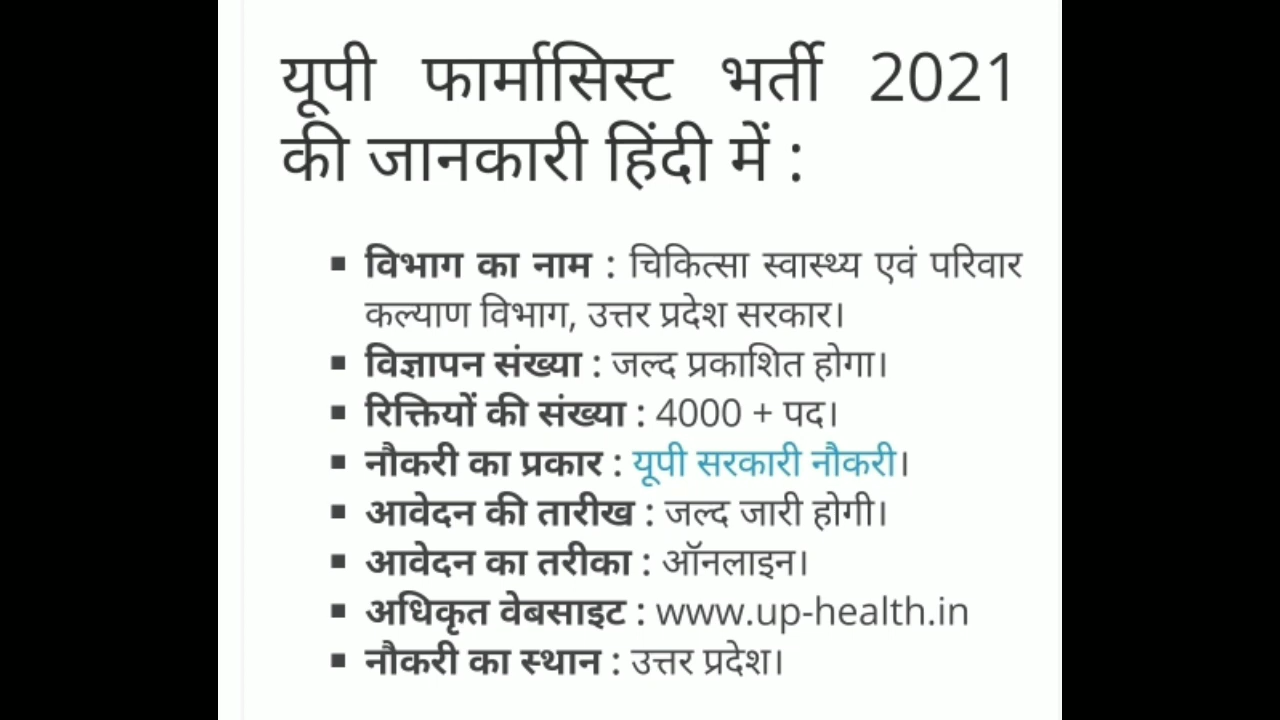 यूपी फार्मासिस्ट भर्ती 2021
की जानकारी हिंदी में :
▪ विभाग का नाम : चिकित्सा स्वास्थ्य एवं परिवार
कल्याण विभाग, उत्तर प्रदेश सरकार।
▪ विज्ञापन संख्या : जल्द प्रकाशित होगा।
▪ रिक्तियों की संख्या : 4000 + पद।
▪ नौकरी का प्रकार : यूपी सरकारी नौकरी।
▪ आवेदन की तारीख : जल्द जारी होगी।
▪ आवेदन का तरीका : ऑनलाइन।
▪ अधिकृत वेबसाइट : www.up-health.in
▪ नौकरी का स्थान : उत्तर प्रदेश।